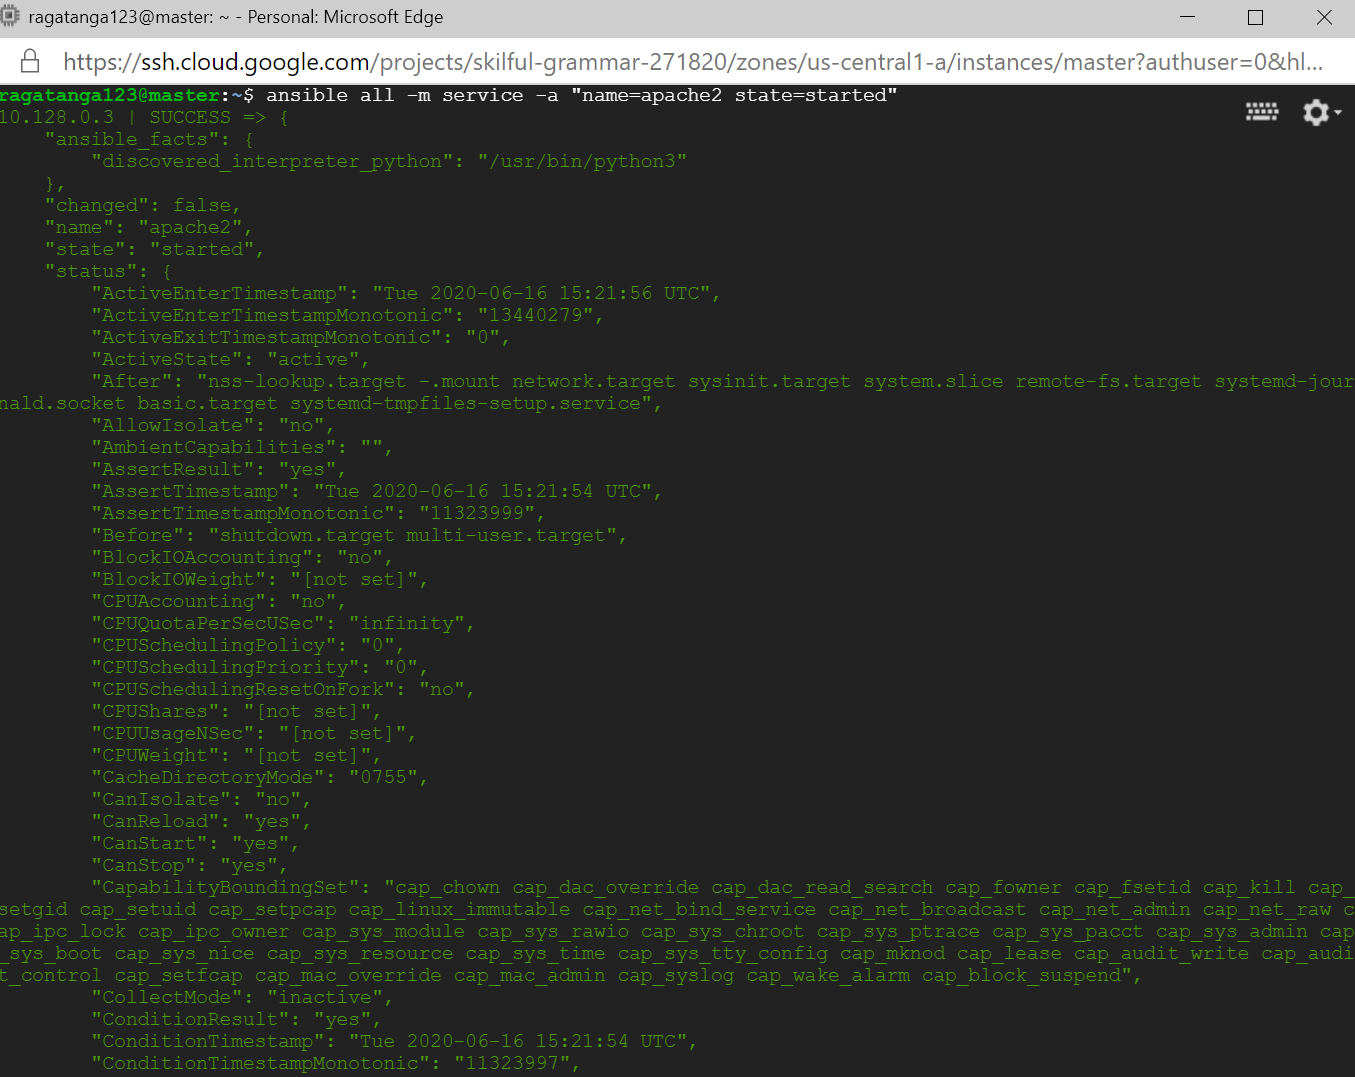 ragatanga123@master: ~ - Personal: Microsoft Edge
https://ssh.cloud.google.com/projects/skilful-grammar-271820/zones/us-central1-a/instances/master?authuser=0&hl...
ragatanga123@master:~$ ansible all -m service -a "name=apache2 state=started"
10.128.0.3 | SUCCESS => {
    "ansible_facts": {
        "discovered_interpreter_python": "/usr/bin/python3"
    },
    "changed": false,
    "name": "apache2",
    "state": "started",
    "status": {
        "ActiveEnterTimestamp": "Tue 2020-06-16 15:21:56 UTC",
        "ActiveEnterTimestampMonotonic": "13440279",
        "ActiveExitTimestampMonotonic": "0",
        "ActiveState": "active",
        "After": "nss-lookup.target -.mount network.target sysinit.target system.slice remote-fs.target systemd-jour
nald.socket basic.target systemd-tmpfiles-setup.service",
        "AllowIsolate": "no",
        "AmbientCapabilities": "",
        "AssertResult": "yes",
        "AssertTimestamp": "Tue 2020-06-16 15:21:54 UTC",
        "AssertTimestampMonotonic": "11323999",
        "Before": "shutdown.target multi-user.target",
        "BlockIOAccounting": "no",
        "BlockIOWeight": "[not set]",
        "CPUAccounting": "no",
        "CPUQuotaPerSecUSec": "infinity",
        "CPUSchedulingPolicy": "0",
        "CPUSchedulingPriority": "0",
        "CPUSchedulingResetOnFork": "no",
        "CPUShares": "[not set]",
        "CPUUsageNSec": "[not set]",
        "CPUWeight": "[not set]",
        "CacheDirectoryMode": "0755",
        "CanIsolate": "no",
        "CanReload": "yes",
        "CanStart": "yes",
        "CanStop": "yes",
        "CapabilityBoundingSet": "cap_chown cap_dac_override cap_dac_read_search cap_fowner cap_fsetid cap_kill cap_
setgid cap_setuid cap_setpcap cap_linux_immutable cap_net_bind_service cap_net_broadcast cap_net_admin cap_net_raw c
ap_ipc_lock cap_ipc_owner cap_sys_module cap_sys_rawio cap_sys_chroot cap_sys_ptrace cap_sys_pacct cap_sys_admin cap
_sys_boot cap_sys_nice cap_sys_resource cap_sys_time cap_sys_tty_config cap_mknod cap_lease cap_audit_write cap_audi
t_control cap_setfcap cap_mac_override cap_mac_admin cap_syslog cap_wake_alarm cap_block_suspend",
        "CollectMode": "inactive",
        "ConditionResult": "yes",
        "ConditionTimestamp": "Tue 2020-06-16 15:21:54 UTC",
        "ConditionTimestampMonotonic": "11323997",